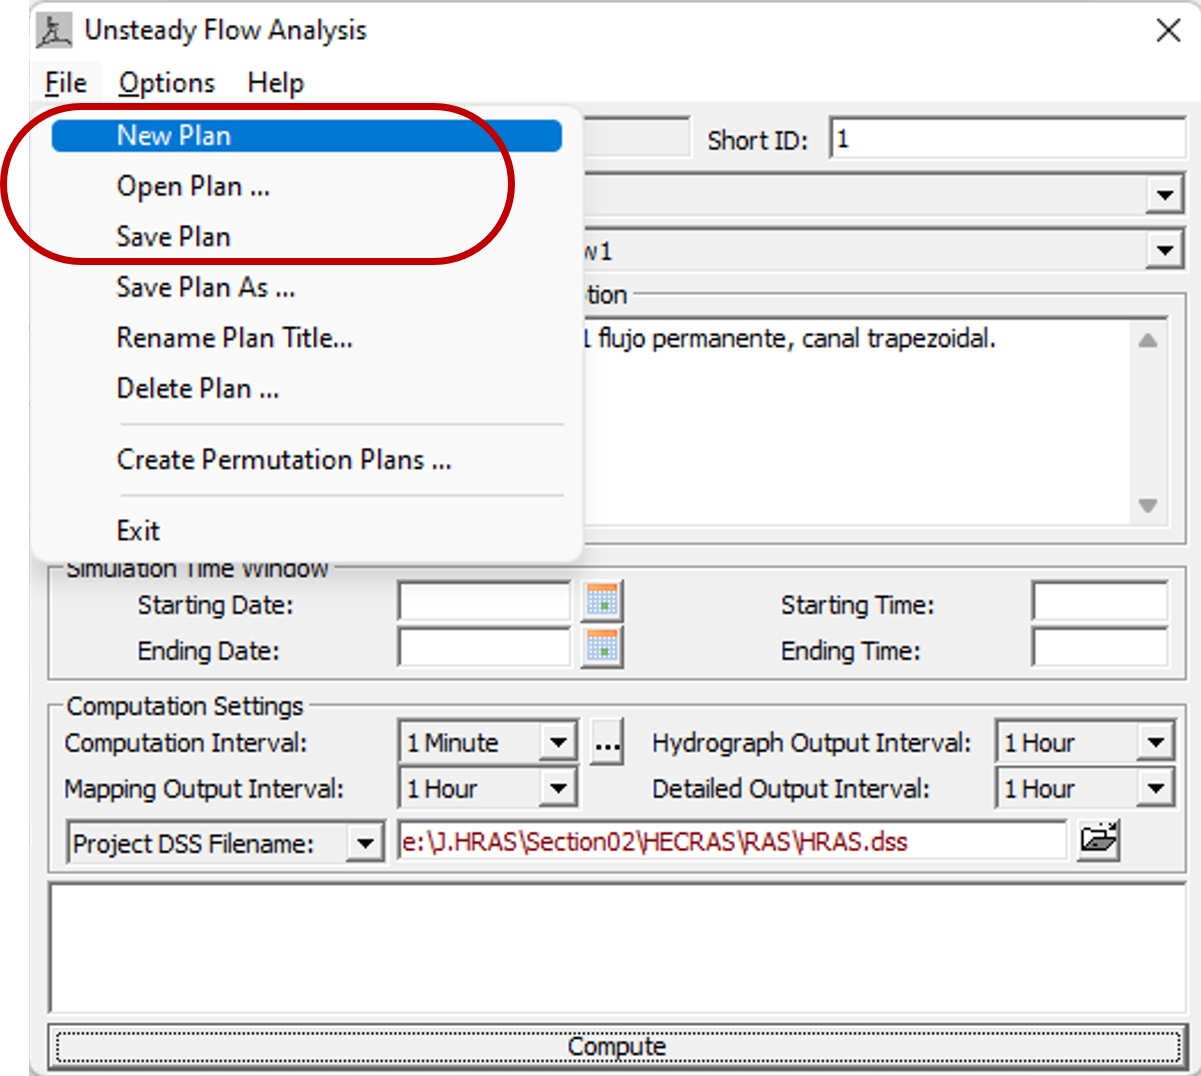 Unsteady Flow Analysis
File Options Help
New Plan
Short ID: 1
Open Plan ...
Save Plan
w1
Save Plan As ...
tion
Rename Plan Title...
1 flujo permanente, canal trapezoidal.
Delete Plan ...
Create Permutation Plans ...
Exit
Simulation Time Window
Starting Date: Starting Time:
Ending Date: Ending Time:
Computation Settings
Computation Interval: 1 Minute ... Hydrograph Output Interval: 1 Hour
Mapping Output Interval: 1 Hour Detailed Output Interval: 1 Hour
Project DSS Filename: e:\J.HRAS\Section02\HECRAS\RAS\HRAS.dss
Compute